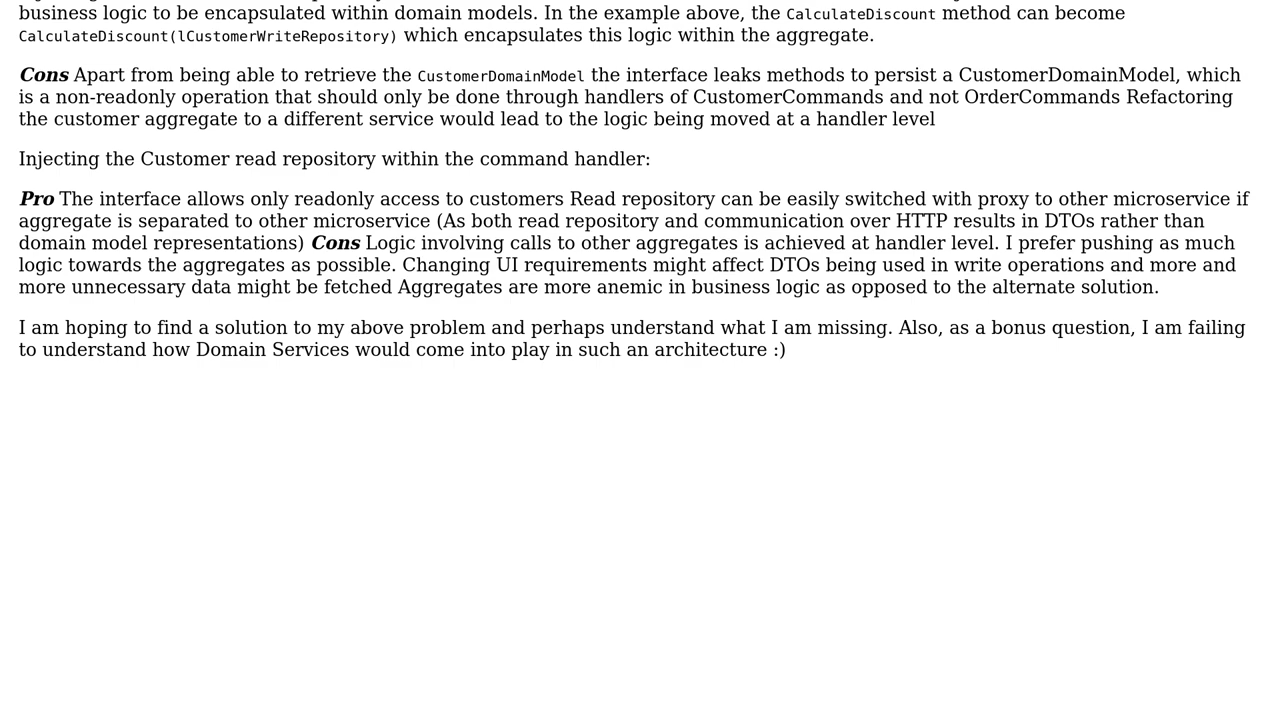 business logic to be encapsulated within domain models. In the example above, the CalculateDiscount method can become
CalculateDiscount(lCustomerWriteRepository) which encapsulates this logic within the aggregate.
Cons Apart from being able to retrieve the CustomerDomainModel the interface leaks methods to persist a CustomerDomainModel, which
is a non-readonly operation that should only be done through handlers of CustomerCommands and not OrderCommands Refactoring
the customer aggregate to a different service would lead to the logic being moved at a handler level
Injecting the Customer read repository within the command handler:
Pro The interface allows only readonly access to customers Read repository can be easily switched with proxy to other microservice if
aggregate is separated to other microservice (As both read repository and communication over HTTP results in DTOs rather than
domain model representations) Cons Logic involving calls to other aggregates is achieved at handler level. I prefer pushing as much
logic towards the aggregates as possible. Changing UI requirements might affect DTOs being used in write operations and more and
more unnecessary data might be fetched Aggregates are more anemic in business logic as opposed to the alternate solution.
I am hoping to find a solution to my above problem and perhaps understand what I am missing. Also, as a bonus question, I am failing
to understand how Domain Services would come into play in such an architecture :)